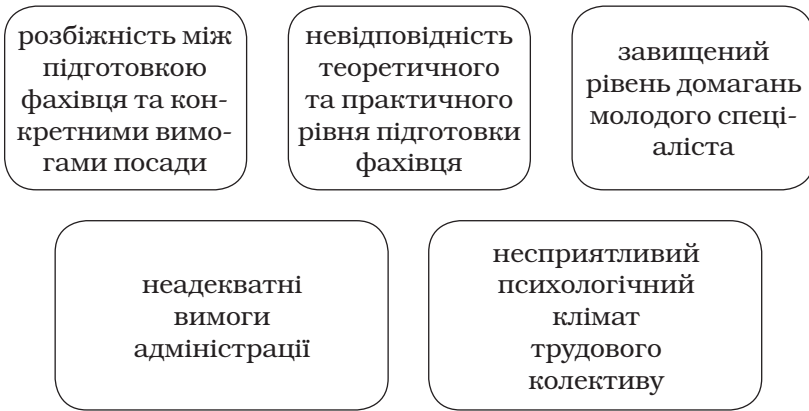 розбіжність між
підготовкою
фахівця та кон-
кретними вимо-
гами посади
невідповідність
теоретичного
та практичного
рівня підготовки
фахівця
завищений
рівень домагань
молодого спеці-
аліста
неадекватні
вимоги
адміністрації
несприятливий
психологічний
клімат
трудового
колективу